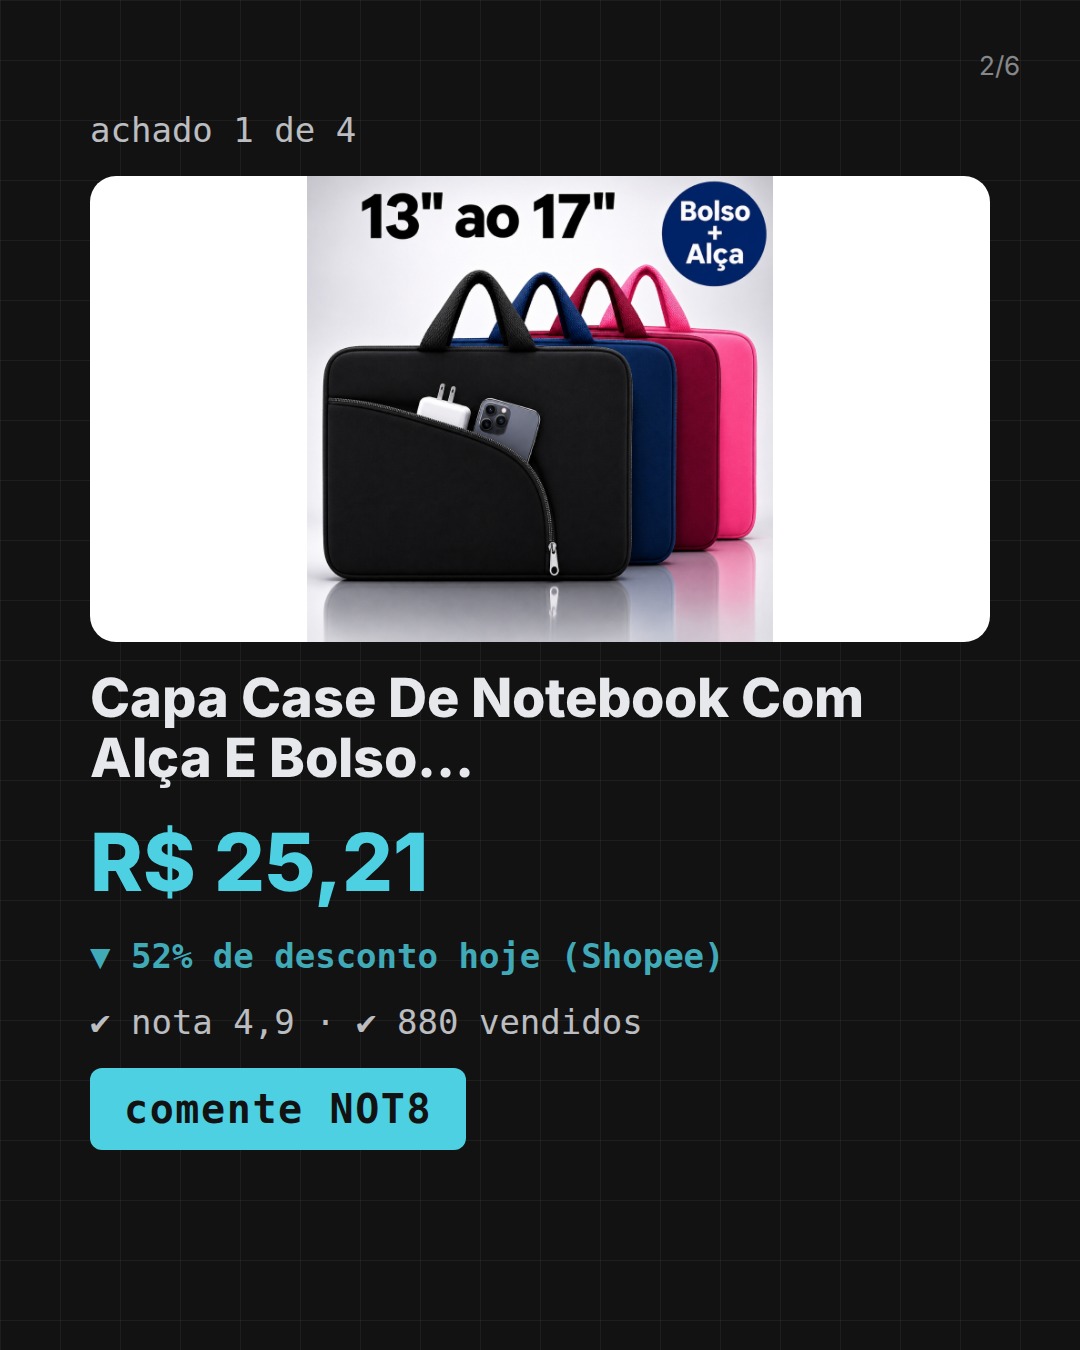 2/6
achado 1 de 4
13" ao 17"
Bolso
+
Alça
Capa Case De Notebook Com
Alça E Bolso...
R$ 25,21
▼ 52% de desconto hoje (Shopee)
✔ nota 4,9 · ✔ 880 vendidos
comente NOT8